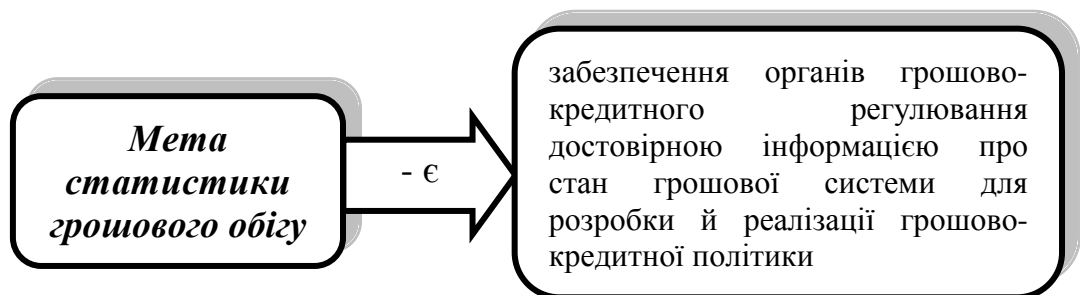 Мета
статистики
грошового обігу
- є
забезпечення органів грошово-
кредитного регулювання
достовірною інформацією про
стан грошової системи для
розробки й реалізації грошово-
кредитної політики